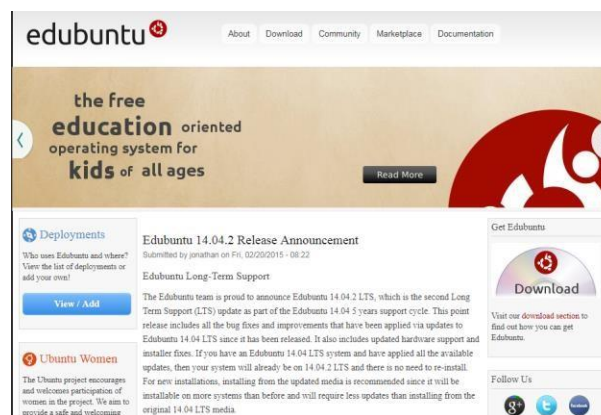 edubuntu
About Download Community Marketplace Documentation
the free
education oriented
operating system for
kids of all ages
Read More
Deployments
Who uses Edubuntu and where?
View the list of deployments or
add your own!
View / Add
Ubuntu Women
The Ubuntu project encourages
and welcomes participation of
women in the project. We aim to
provide a safe and welcoming
Edubuntu 14.04.2 Release Announcement
Submitted by jonathan on Fri, 02/20/2015 - 08:22
Edubuntu Long-Term Support
The Edubuntu team is proud to announce Edubuntu 14.04.2 LTS, which is the second Long
Term Support (LTS) update as part of the Edubuntu 14.04 5 years support cycle. This point
release includes all the bug fixes and improvements that have been applied via updates to
Edubuntu 14.04 LTS since it has been released. It also includes updated hardware support and
installer fixes. If you have an Edubuntu 14.04 LTS system and have applied all the available
updates, then your system will already be on 14.04.2 LTS and there is no need to re-install.
For new installations, installing from the updated media is recommended since it will be
installable on more systems than before and will require less updates than installing from the
original 14.04 LTS media.
Get Edubuntu
Download
Visit our download section to
find out how you can get
Edubuntu.
Follow Us
g+
facebook